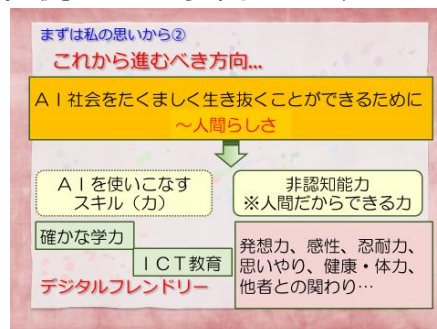 まずは私の思いから②
これから進むべき方向…
ＡＩ社会をたくましく生き抜くことができるために
～人間らしさ
ＡＩを使いこなす
スキル（力）
非認知能力
※人間だからできる力
確かな学力
ＩＣＴ教育
デジタルフレンドリー
発想力、感性、忍耐力、
思いやり、健康・体力、
他者との関わり…